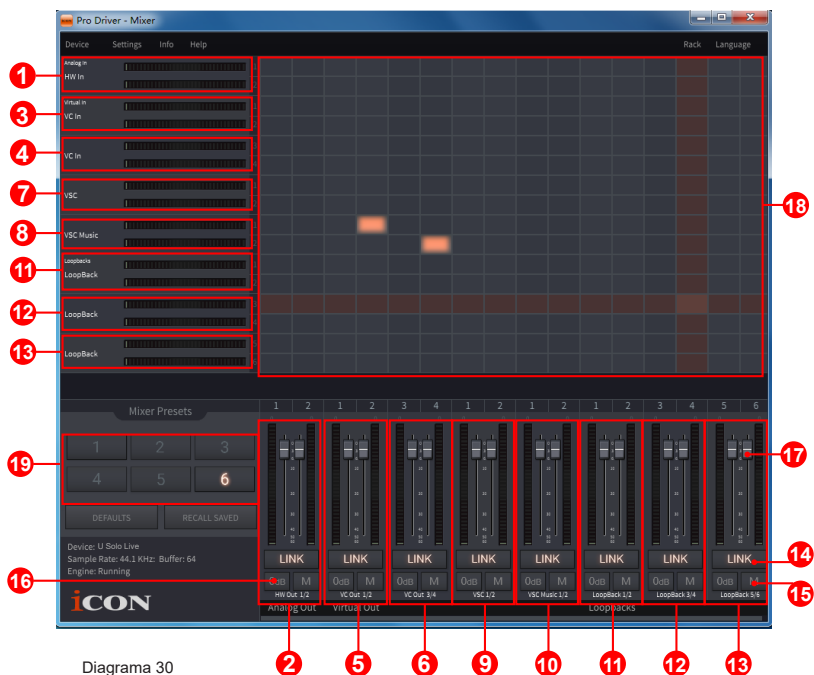 Pro Driver - Mixer
Device Settings Info Help Rack Language
Analog In
1 HW In
Virtual In
3 VC In
4 VC In
7 VSC
18
8 VSC Music
Loopbacks
11 LoopBack
12 LoopBack
13 LoopBack
1 2 1 2 3 4 1 2 1 2 1 2 3 4 5 6
Mixer Presets
1 2 3
19
17
4 5 6
DEFAULTS RECALL SAVED
Device: U Solo Live
Sample Rate: 44.1 KHz: Buffer: 64
Engine: Running
LINK LINK LINK LINK LINK LINK LINK LINK
14
16
0dB M 0dB M 0dB M 0dB M 0dB M 0dB M 0dB M 0dB M
15
HW Out 1/2 VC Out 1/2 VC Out 3/4 VSC 1/2 VSC Music 1/2 LoopBack 1/2 LoopBack 3/4 LoopBack 5/6
iCON
Analog Out Virtual Out Loopbacks
2 5 6 9 10 11 12 13
Diagrama 30